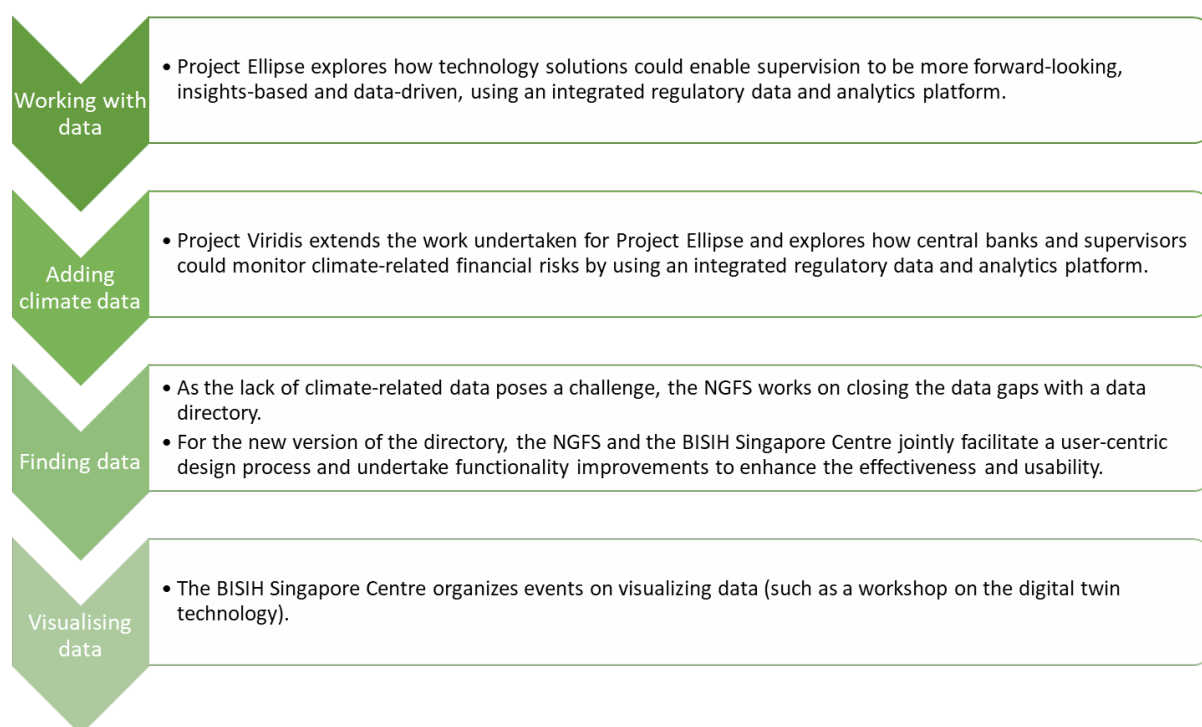 Working with
data
• Project Ellipse explores how technology solutions could enable supervision to be more forward-looking,
insights-based and data-driven, using an integrated regulatory data and analytics platform.
Adding
climate data
• Project Viridis extends the work undertaken for Project Ellipse and explores how central banks and supervisors
could monitor climate-related financial risks by using an integrated regulatory data and analytics platform.
Finding data
• As the lack of climate-related data poses a challenge, the NGFS works on closing the data gaps with a data
directory.
• For the new version of the directory, the NGFS and the BISIH Singapore Centre jointly facilitate a user-centric
design process and undertake functionality improvements to enhance the effectiveness and usability.
Visualising
data
• The BISIH Singapore Centre organizes events on visualizing data (such as a workshop on the digital twin
technology).